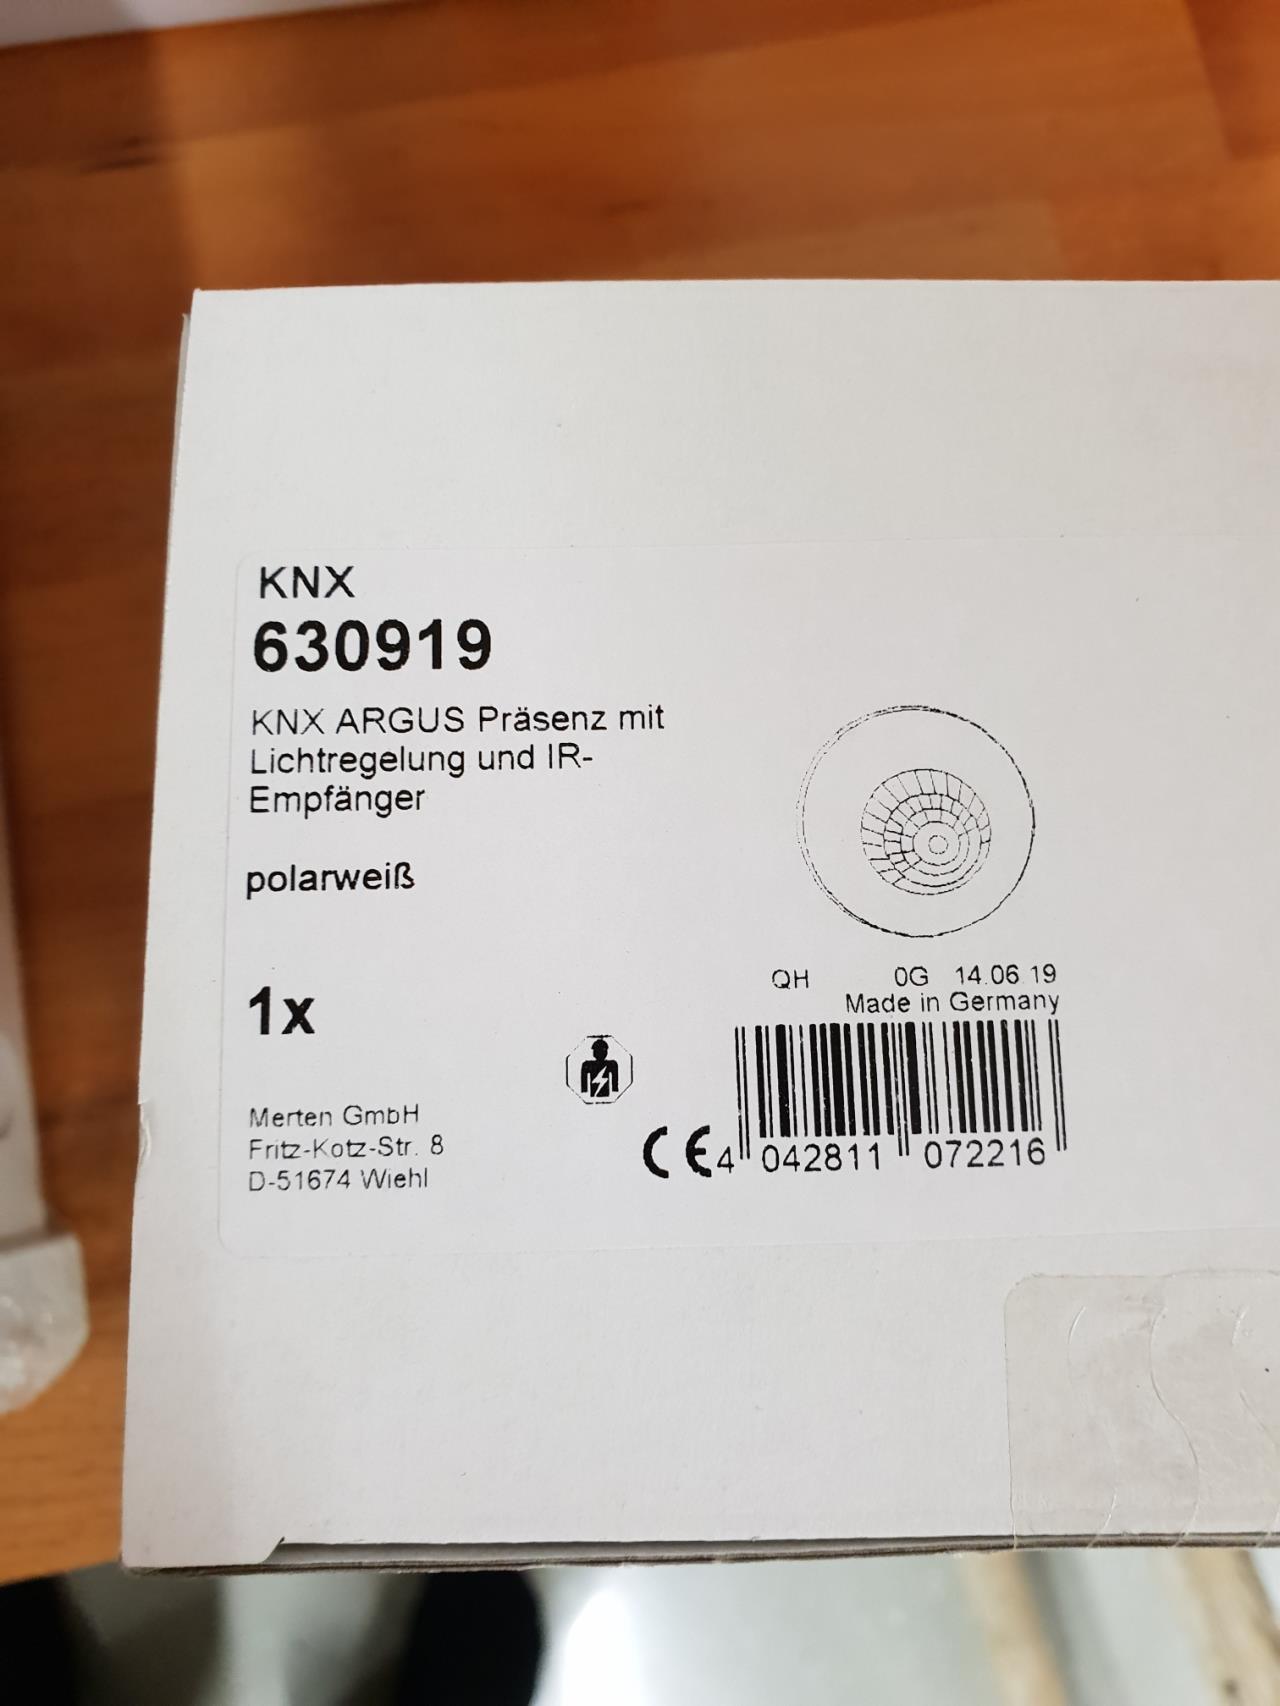 KNX
630919
KNX ARGUS Präsenz mit
Lichtregelung und IR-
Empfänger
polarweiß
1x
QH 0G 14.06.19
Made in Germany
Merten GmbH
Fritz-Kotz-Str. 8
D-51674 Wiehl
CE
4 042811 072216